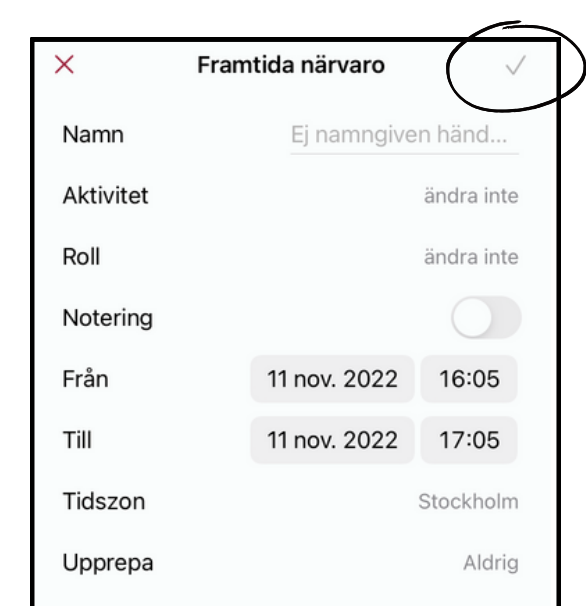 Framtida närvaro
Namn Ej namngiven händ...
Aktivitet ändra inte
Roll ändra inte
Notering
Från 11 nov. 2022 16:05
Till 11 nov. 2022 17:05
Tidszon Stockholm
Upprepa Aldrig